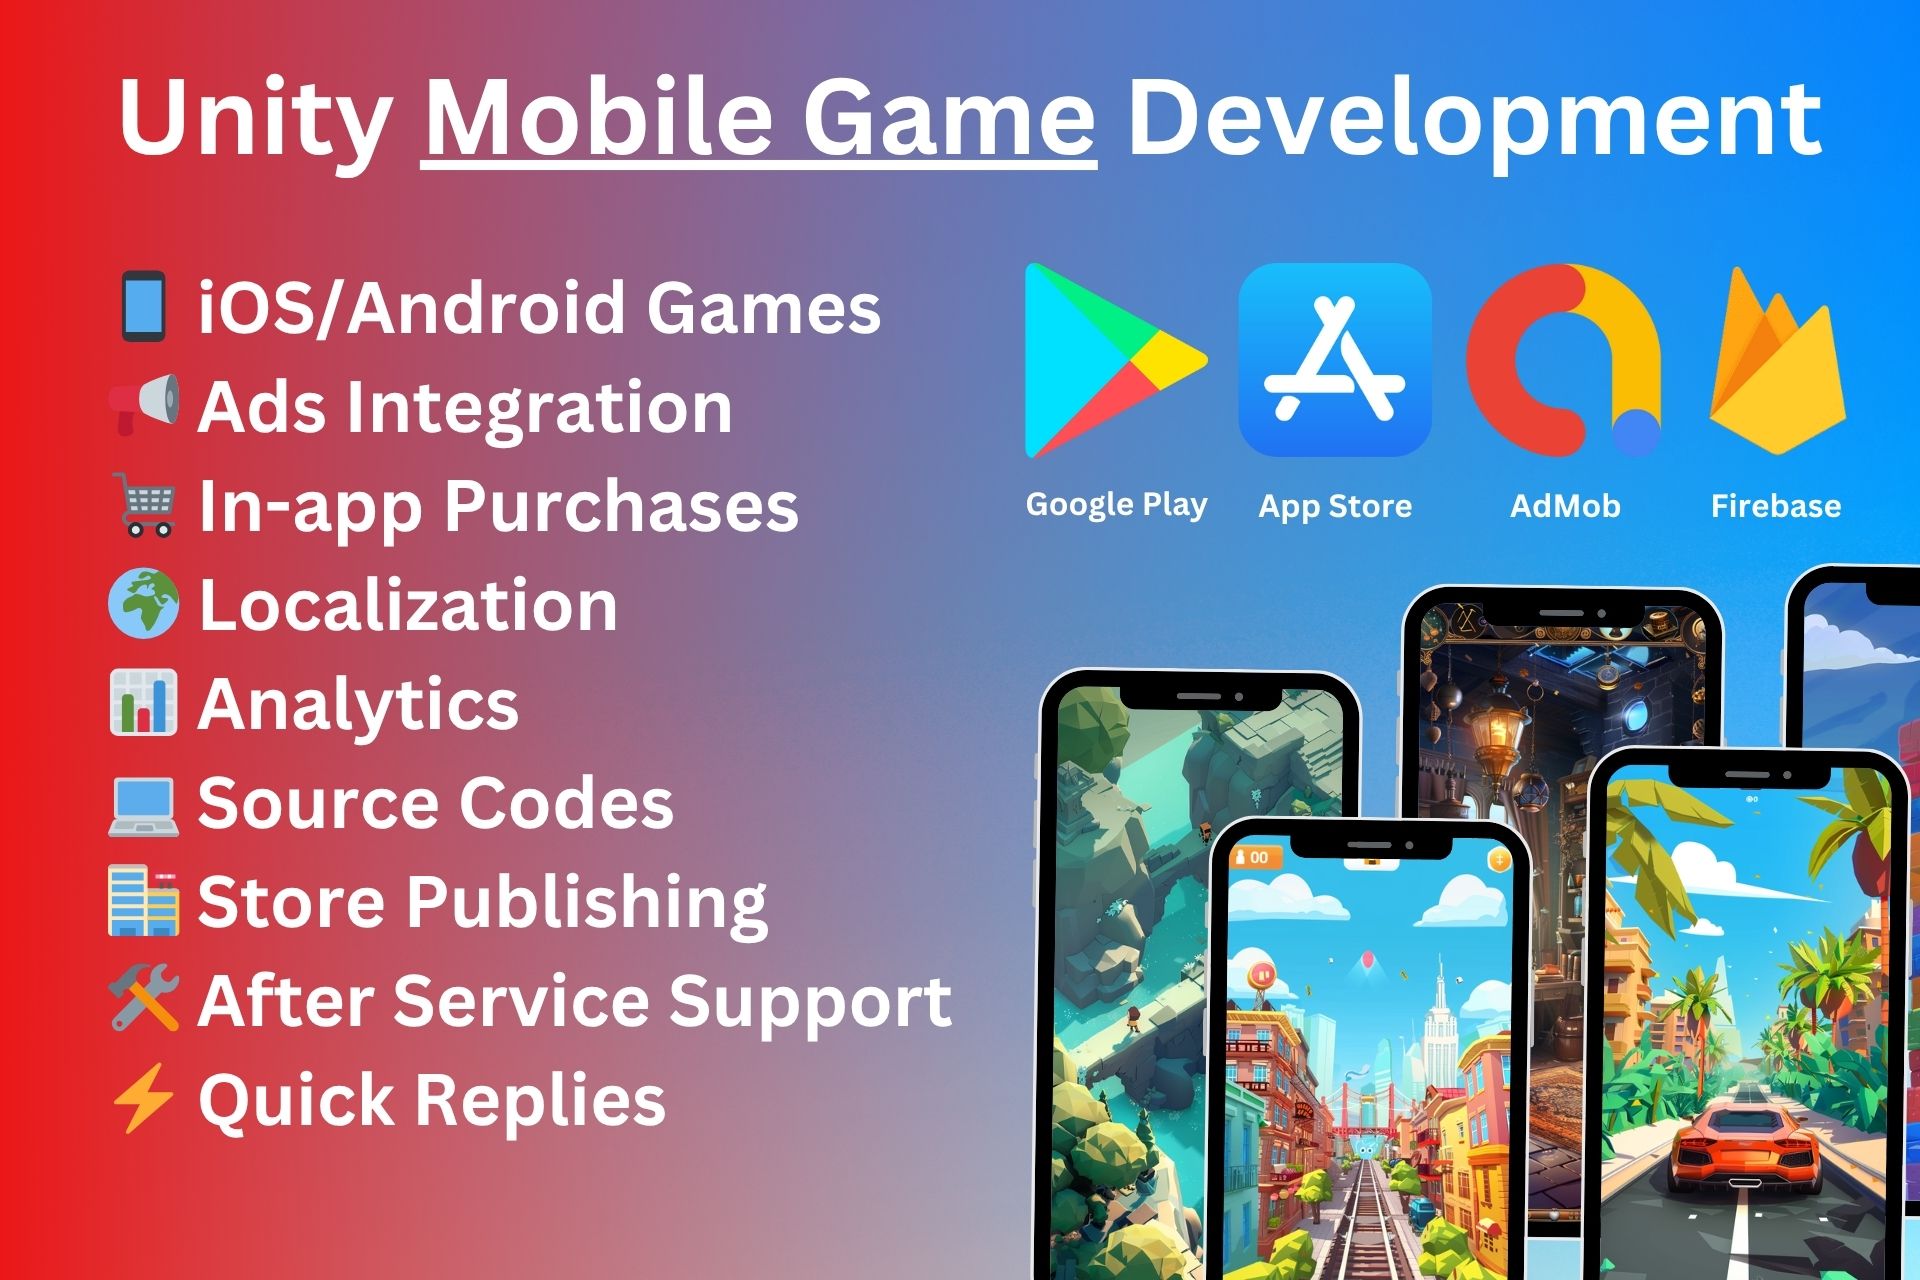 Unity Mobile Game Development
iOS/Android Games
Ads Integration
In-app Purchases
Localization
Analytics
Source Codes
Store Publishing
After Service Support
Quick Replies
Google Play
App Store
AdMob
Firebase
00